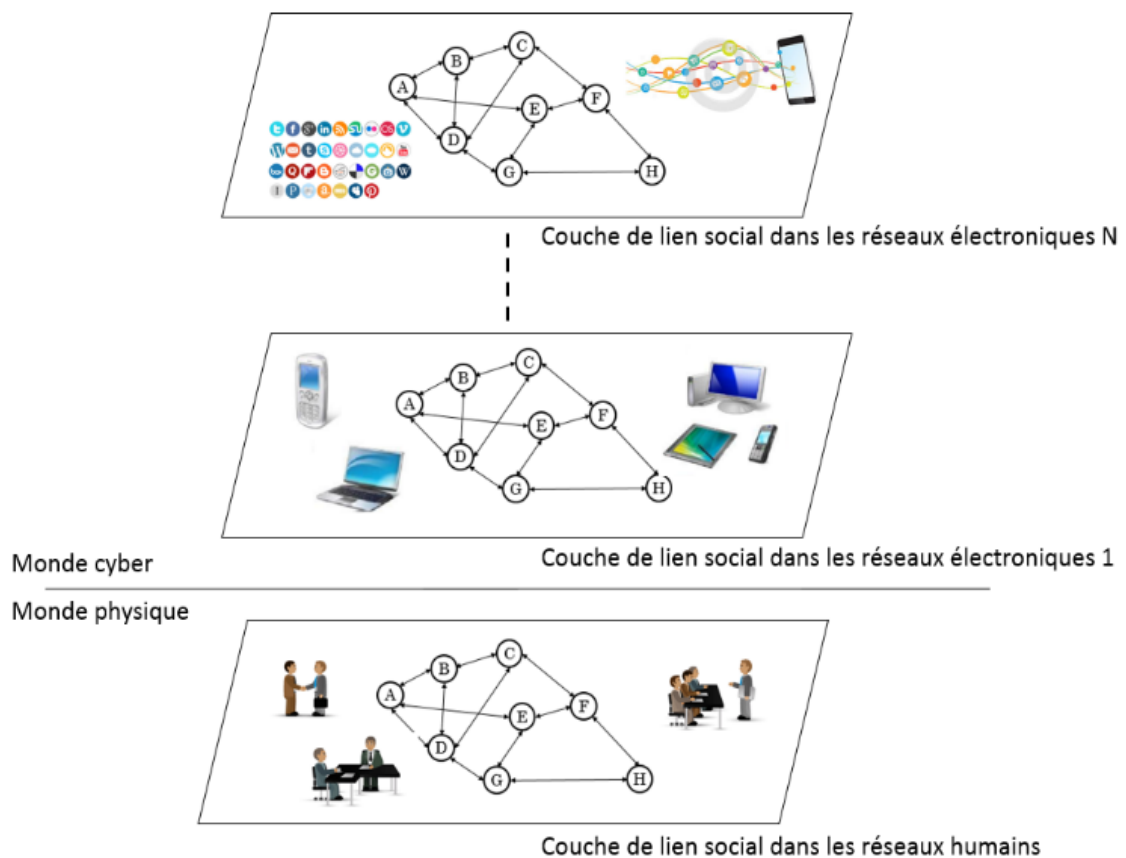 C
B
F
A
E
D
G
H
Couche de lien social dans les réseaux électroniques N
C
B
A
F
E
D
G
H
Couche de lien social dans les réseaux électroniques 1
Monde cyber
Monde physique
C
B
A
F
E
D
G
H
Couche de lien social dans les réseaux humains